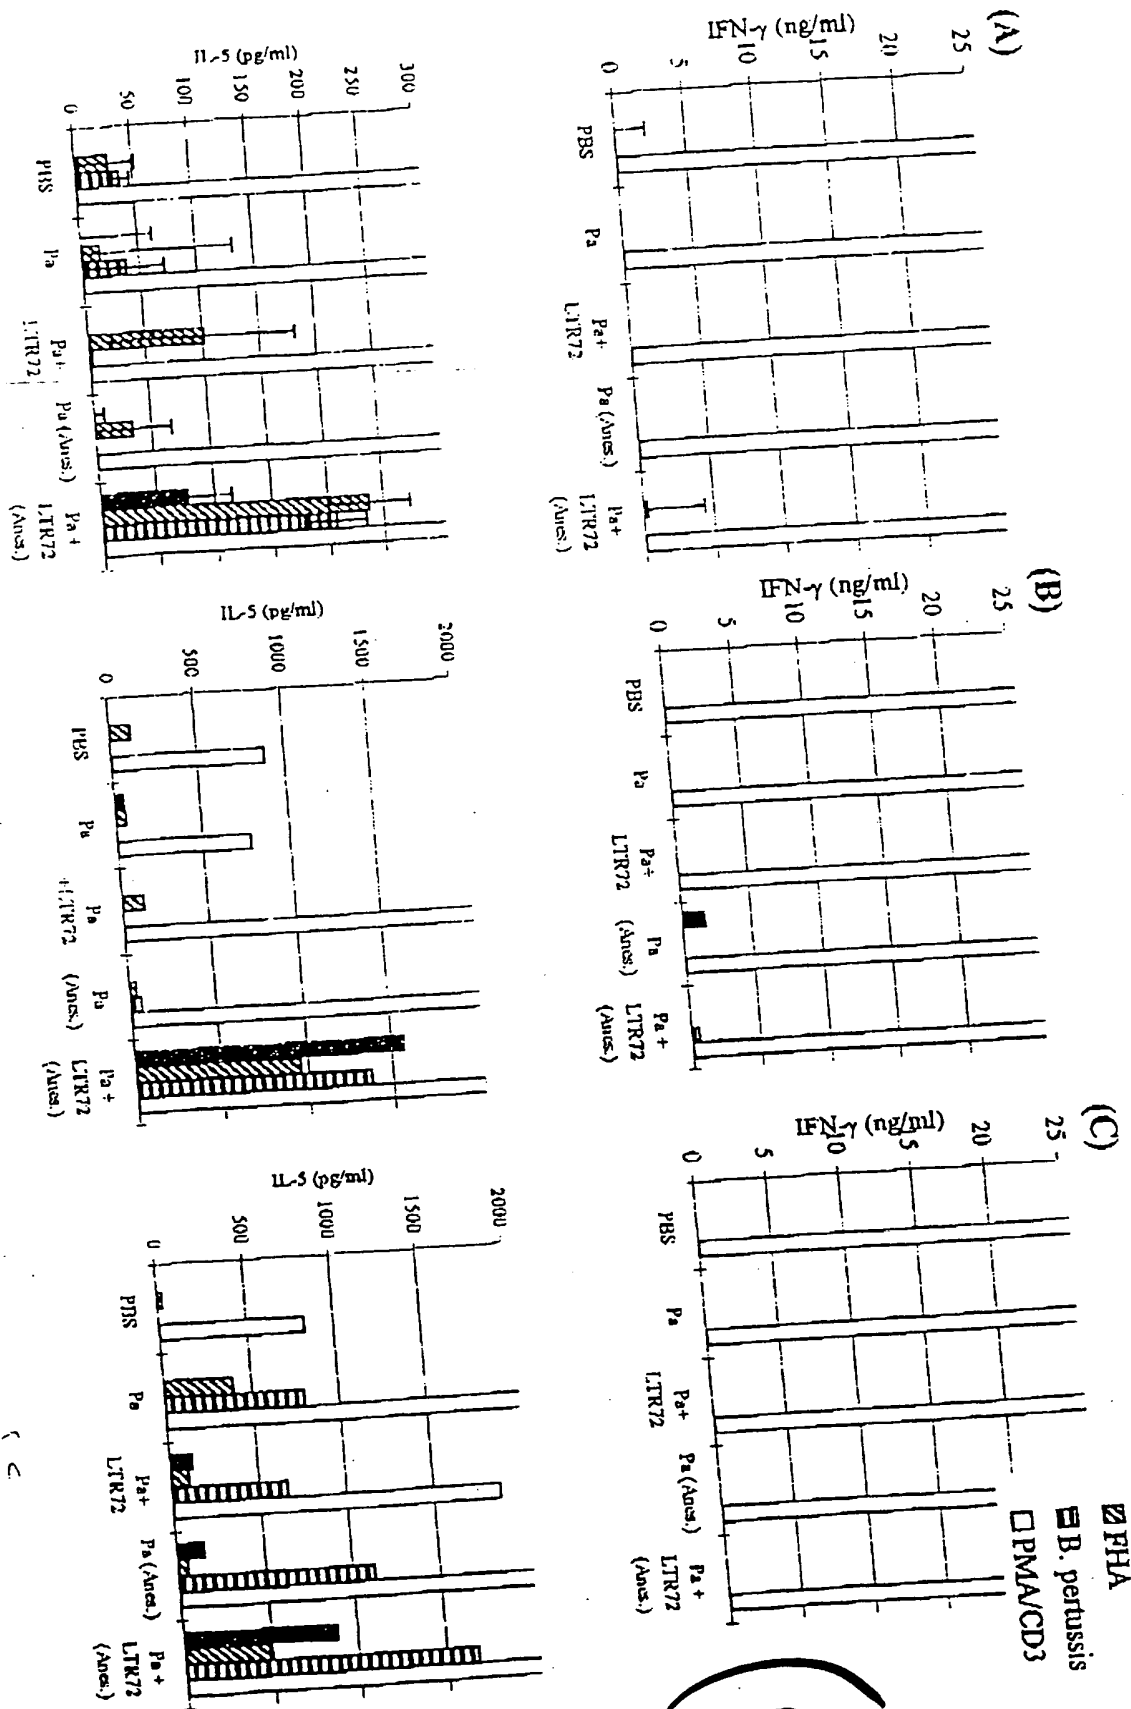 (A)
IFN-γ (ng/ml)
25
20
15
10
5
0
PBS
Pa
Pa+
LTR72
Pa (Anes.)
Pa+
LTR72
(Anes.)
IL-5 (pg/ml)
300
250
200
150
100
50
0
PBS
Pa
Pa+
LTR72
Pa (Anes.)
Pa+
LTR72
(Anes.)
(B)
IFN-γ (ng/ml)
25
20
15
10
5
0
PBS
Pa
Pa+
LTR72
Pa
(Anes.)
Pa+
LTR72
(Anes.)
IL-5 (pg/ml)
2000
1500
1000
500
0
PBS
Pa
Pa
+LTR72
Pa
(Anes.)
Pa+
LTR72
(Anes.)
(C)
IFN-γ (ng/ml)
25
20
15
10
5
0
PBS
Pa
Pa+
LTR72
Pa (Anes.)
Pa+
LTR72
(Anes.)
IL-5 (pg/ml)
2000
1500
1000
500
0
PBS
Pa
Pa+
LTR72
Pa (Anes.)
Pa+
LTR72
(Anes.)
FHA
B. pertussis
PMA/CD3